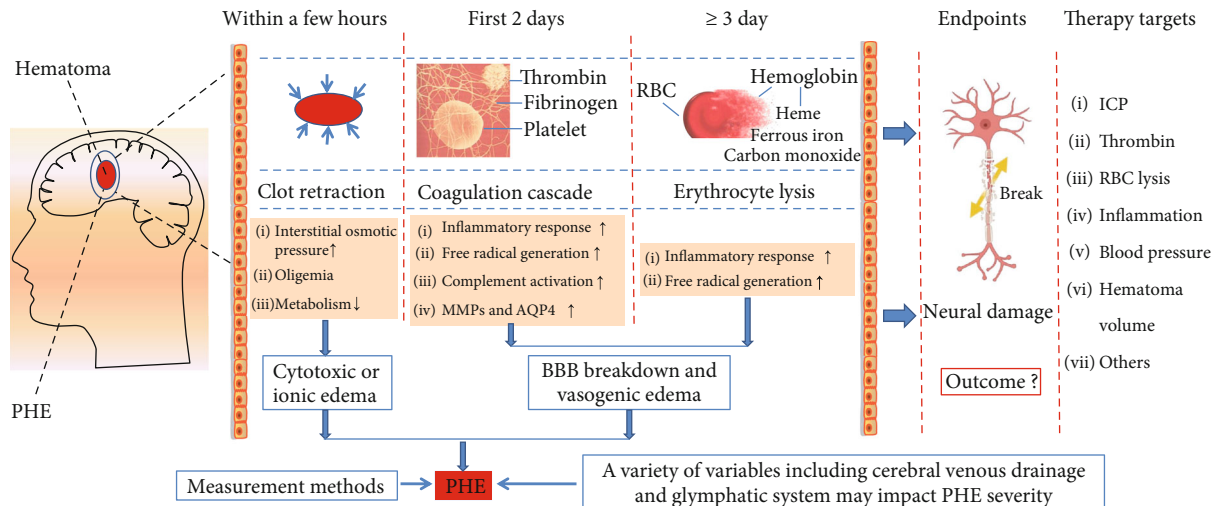 Within a few hours
First 2 days
≥ 3 day
Endpoints
Therapy targets
Hematoma
PHE
Thrombin
Fibrinogen
Platelet
RBC
Hemoglobin
Heme
Ferrous iron
Carbon monoxide
Clot retraction
Coagulation cascade
Erythrocyte lysis
(i) Interstitial osmotic
pressure↑
(ii) Oligemia
(iii) Metabolism↓
(i) Inflammatory response ↑
(ii) Free radical generation ↑
(iii) Complement activation ↑
(iv) MMPs and AQP4 ↑
(i) Inflammatory response ↑
(ii) Free radical generation ↑
Cytotoxic or
ionic edema
BBB breakdown and
vasogenic edema
Measurement methods
PHE
A variety of variables including cerebral venous drainage
and glymphatic system may impact PHE severity
Break
Neural damage
Outcome ?
(i) ICP
(ii) Thrombin
(iii) RBC lysis
(iv) Inflammation
(v) Blood pressure
(vi) Hematoma
volume
(vii) Others